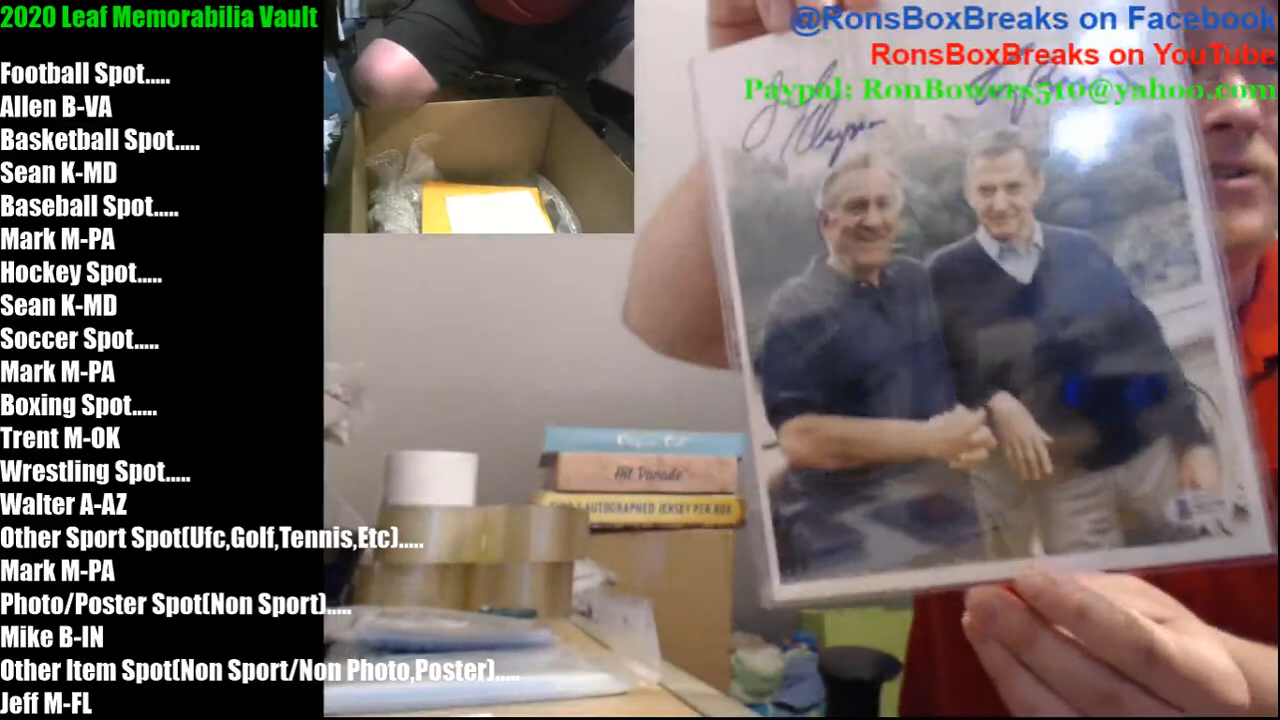 2020 Leaf Memorabilia Vault
Football Spot.....
Allen B-VA
Basketball Spot.....
Sean K-MD
Baseball Spot.....
Mark M-PA
Hockey Spot.....
Sean K-MD
Soccer Spot.....
Mark M-PA
Boxing Spot.....
Trent M-OK
Wrestling Spot.....
Walter A-AZ
Other Sport Spot(Ufc,Golf,Tennis,Etc).....
Mark M-PA
Photo/Poster Spot(Non Sport).....
Mike B-IN
Other Item Spot(Non Sport/Non Photo,Poster).....
Jeff M-FL
@RonsBoxBreaks on Facebook
RonsBoxBreaks on YouTube
Paypal: RonBowers510@yahoo.com
Hit Parade
AUTOGRAPHED JERSEY PER BOX